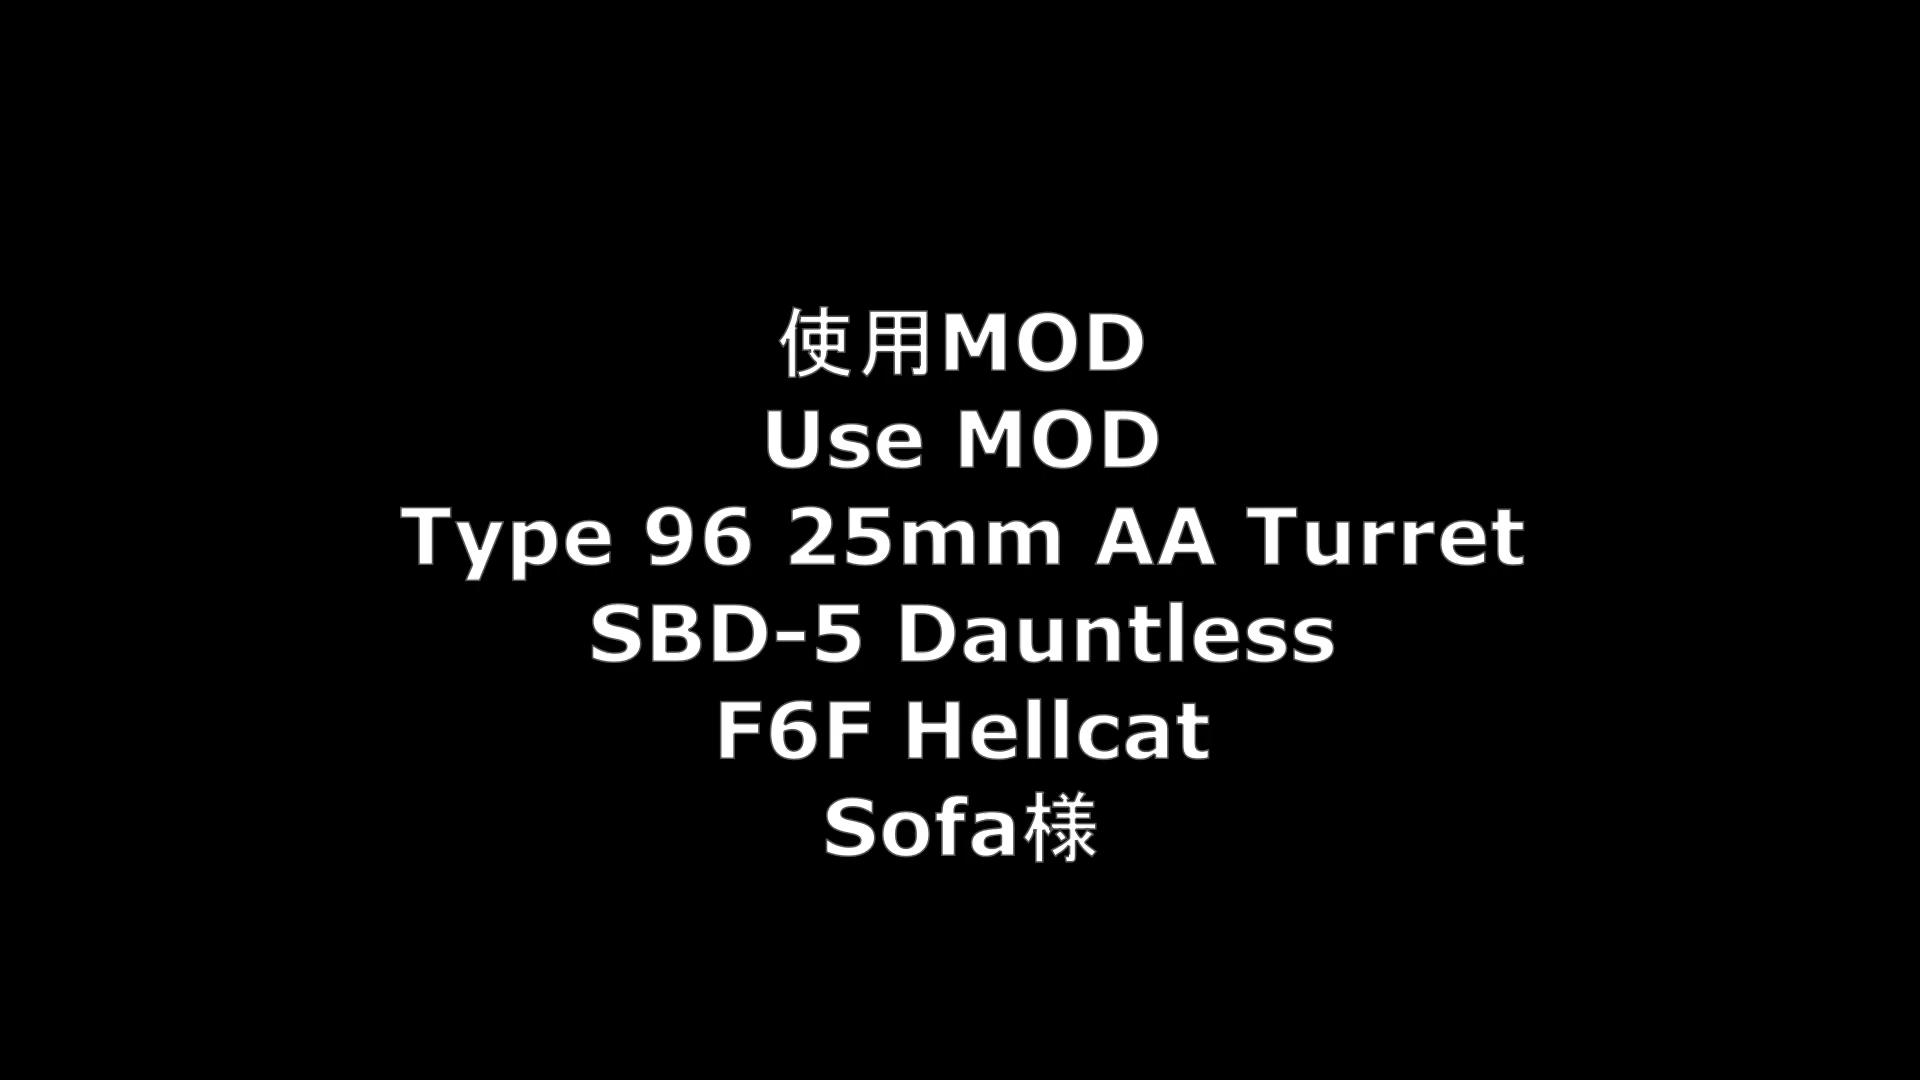 使用MOD
Use MOD
Type 96 25mm AA Turret
SBD-5 Dauntless
F6F Hellcat
Sofa様